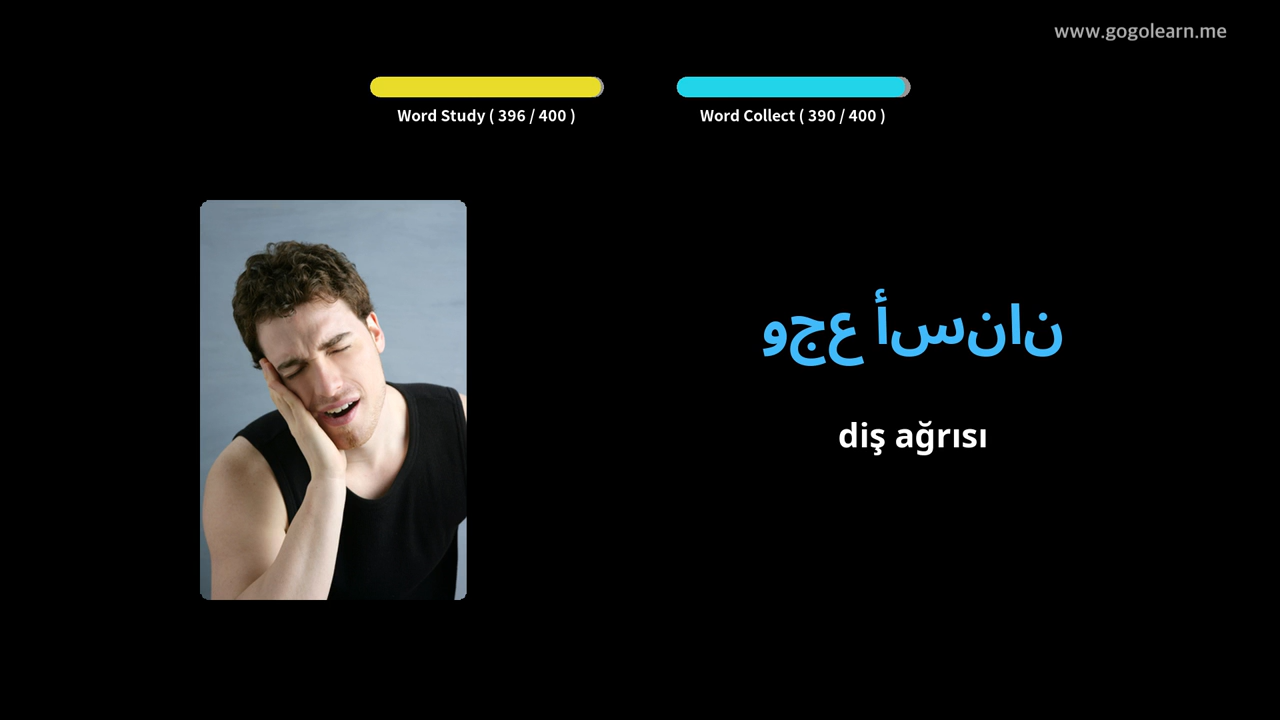 www.gogolearn.me
Word Study ( 396 / 400 )
Word Collect ( 390 / 400 )
وجع أسنان
diş ağrısı